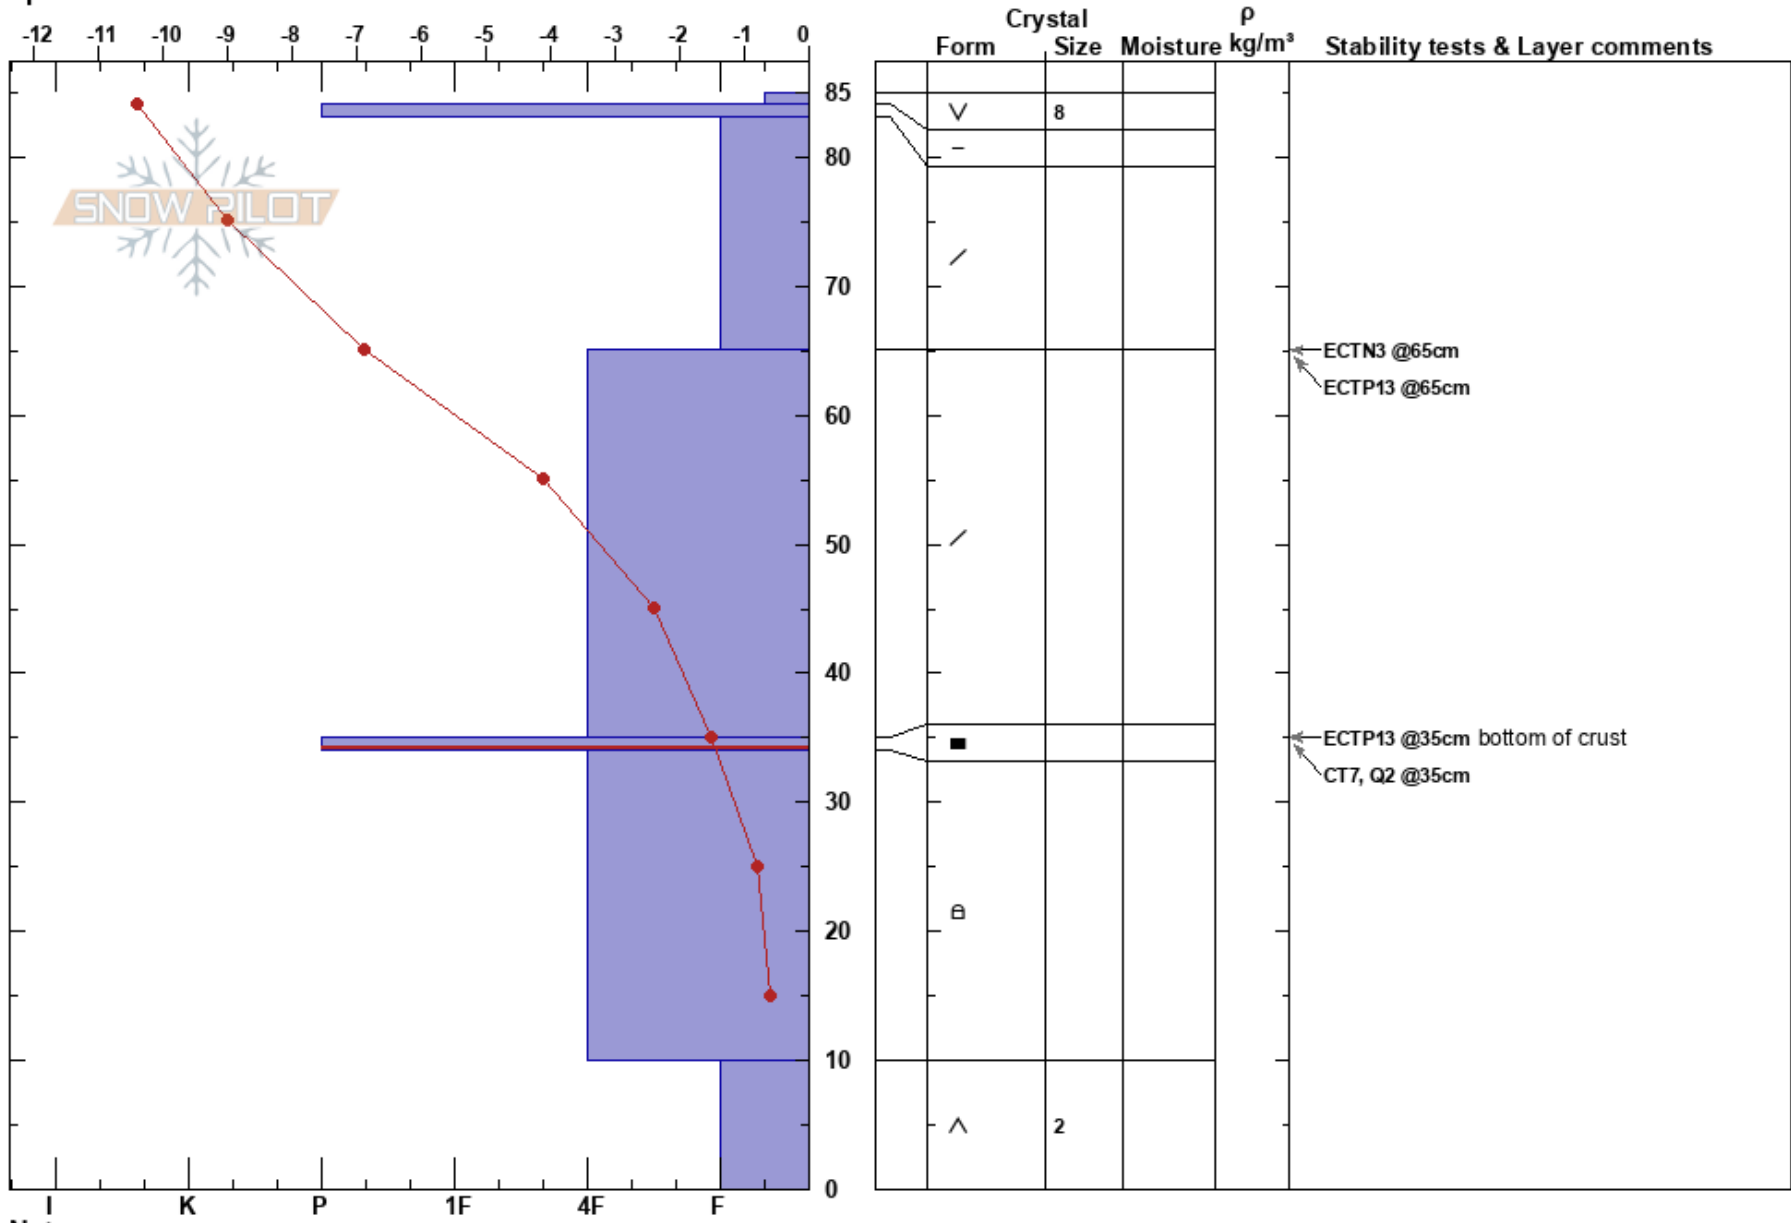 Crystal ρ
-12 -11 -10 -9 -8 -7 -6 -5 -4 -3 -2 -1 0
Form Size Moisture kg/m³ Stability tests & Layer comments
85
8
80
SNOW PILOT
70
ECTN3 @65cm
ECTP13 @65cm
60
50
40
ECTP13 @35cm bottom of crust
CT7, Q2 @35cm
30
20
10
2
0
I K P 1F 4F F